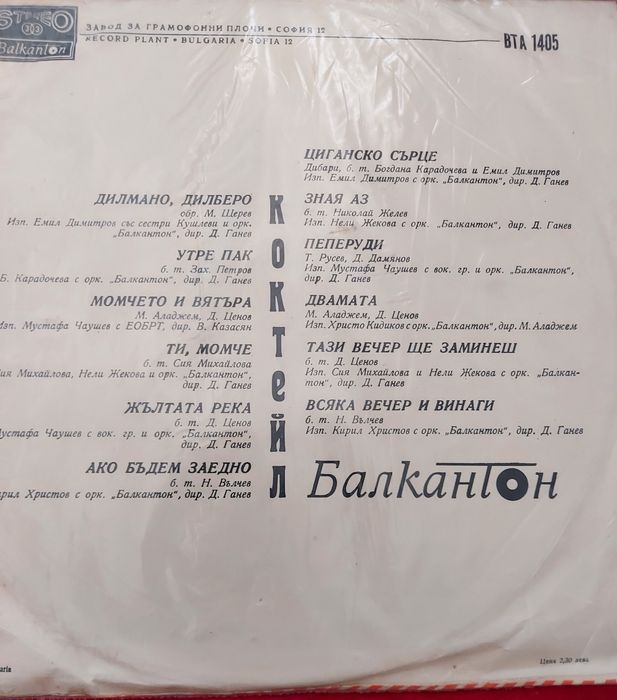 STEREO
33
Balkanton
ЗАВОД ЗА ГРАМОФОННИ ПЛОЧИ • СОФИЯ 12
RECORD PLANT • BULGARIA • SOFIA 12
ВТА 1405
ДИЛМАНО, ДИЛБЕРО
обр. М. Щерев
Изп. Емил Димитров със сестри Кушлеви и орк.
„Балкантон“, дир. Д. Ганев
УТРЕ ПАК
б. т. Зах. Петров
Б. Карадочева с орк. „Балкантон“, дир. Д. Ганев
МОМЧЕТО И ВЯТЪРА
М. Аладжем, Д. Ценов
Изп. Мустафа Чаушев с ЕОБРТ, дир. В. Казасян
ТИ, МОМЧЕ
б. т. Сия Михайлова
Сия Михайлова, Нели Жекова и орк. „Балкантон“,
дир. Д. Ганев
ЖЪЛТАТА РЕКА
б. т. Д. Ценов
Мустафа Чаушев с вок. гр. и орк. „Балкантон“,
дир. Д. Ганев
АКО БЪДЕМ ЗАЕДНО
б. т. Н. Вълчев
рил Христов с орк. „Балкантон“, дир. Д. Ганев
КОКТЕЙЛ
ЦИГАНСКО СЪРЦЕ
Дибари, б. т. Богдана Карадочева и Емил Димитров
Изп. Емил Димитров с орк. „Балкантон“, дир. Д. Ганев
ЗНАЯ АЗ
б. т. Николай Желев
Изп. Нели Жекова с орк. „Балкантон“, дир. Д. Ганев
ПЕПЕРУДИ
Т. Русев, Д. Дамянов
Изп. Мустафа Чаушев с вок. гр. и орк. „Балкантон“,
дир. Д. Ганев
ДВАМАТА
М. Аладжем, Д. Ценов
Изп. Христо Кидиков с орк. „Балкантон“, дир. М. Аладжем
ТАЗИ ВЕЧЕР ЩЕ ЗАМИНЕШ
б. т. Д. Ценов
Изп. Сия Михайлова и Нели Жекова с орк. „Балкан-
тон“, дир. Д. Ганев
ВСЯКА ВЕЧЕР И ВИНАГИ
б. т. Н. Вълчев
Изп. Кирил Христов с орк. „Балкантон“, дир. Д. Ганев
Балкантон
aria
Цена 2,30 лева